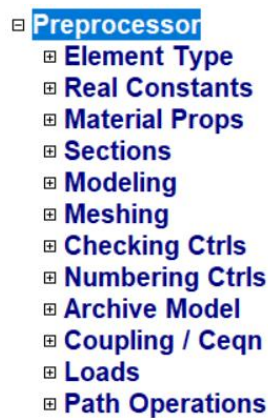 Preprocessor
Element Type
Real Constants
Material Props
Sections
Modeling
Meshing
Checking Ctrls
Numbering Ctrls
Archive Model
Coupling / Ceqn
Loads
Path Operations